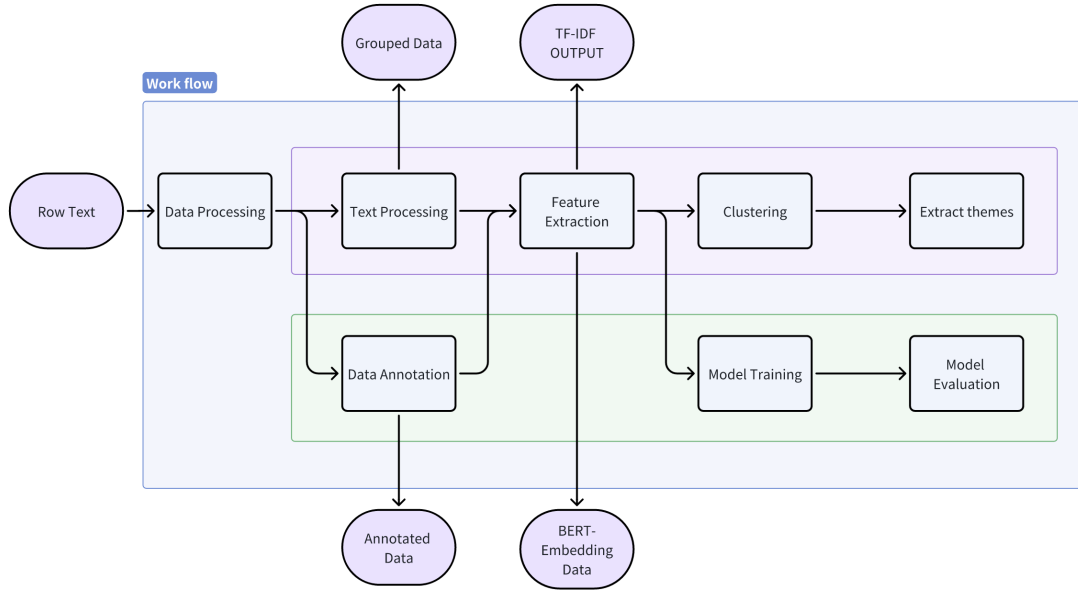 Grouped Data
TF-IDF
OUTPUT
Work flow
Row Text
Data Processing
Text Processing
Feature
Extraction
Clustering
Extract themes
Data Annotation
Model Training
Model
Evaluation
Annotated
Data
BERT-
Embedding
Data